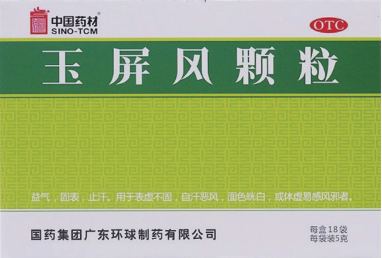 中国药材
SINO-TCM
OTC
玉屏风颗粒
益气，固表，止汗。用于表虚不固，自汗恶风，面色㿠白，或体虚易感风邪者。
每盒18袋
国药集团广东环球制药有限公司
每袋装5克